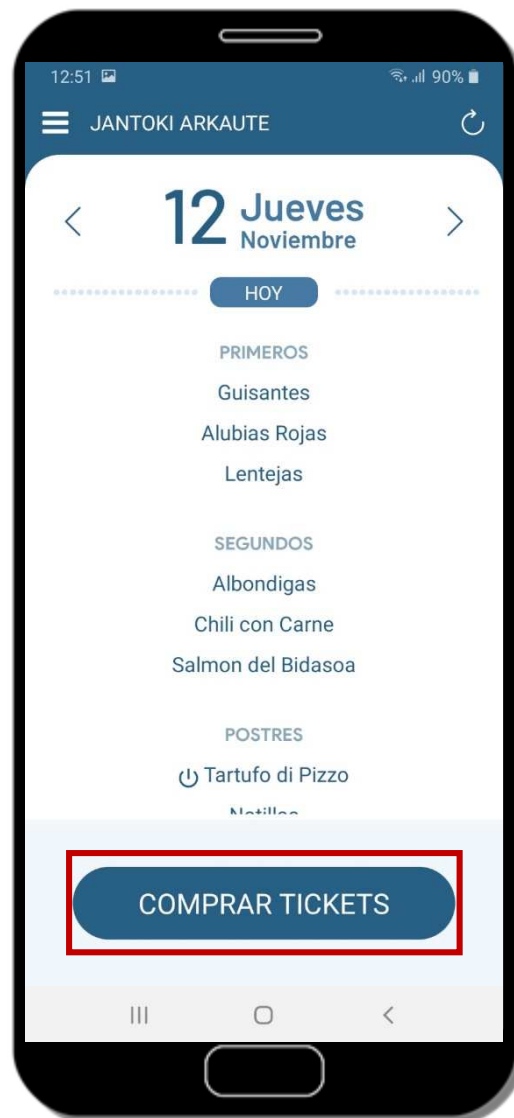 12:51 90%
JANTOKI ARKAUTE
12 Jueves
Noviembre
HOY
PRIMEROS
Guisantes
Alubias Rojas
Lentejas
SEGUNDOS
Albondigas
Chili con Carne
Salmon del Bidasoa
POSTRES
Tartufo di Pizzo
Natillas
COMPRAR TICKETS